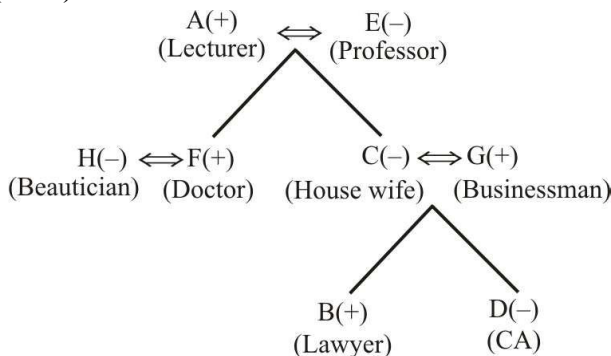 A(+) ⇔ E(–)
(Lecturer) (Professor)
H(–) ⇔ F(+) C(–) ⇔ G(+)
(Beautician) (Doctor) (House wife) (Businessman)
B(+) D(–)
(Lawyer) (CA)